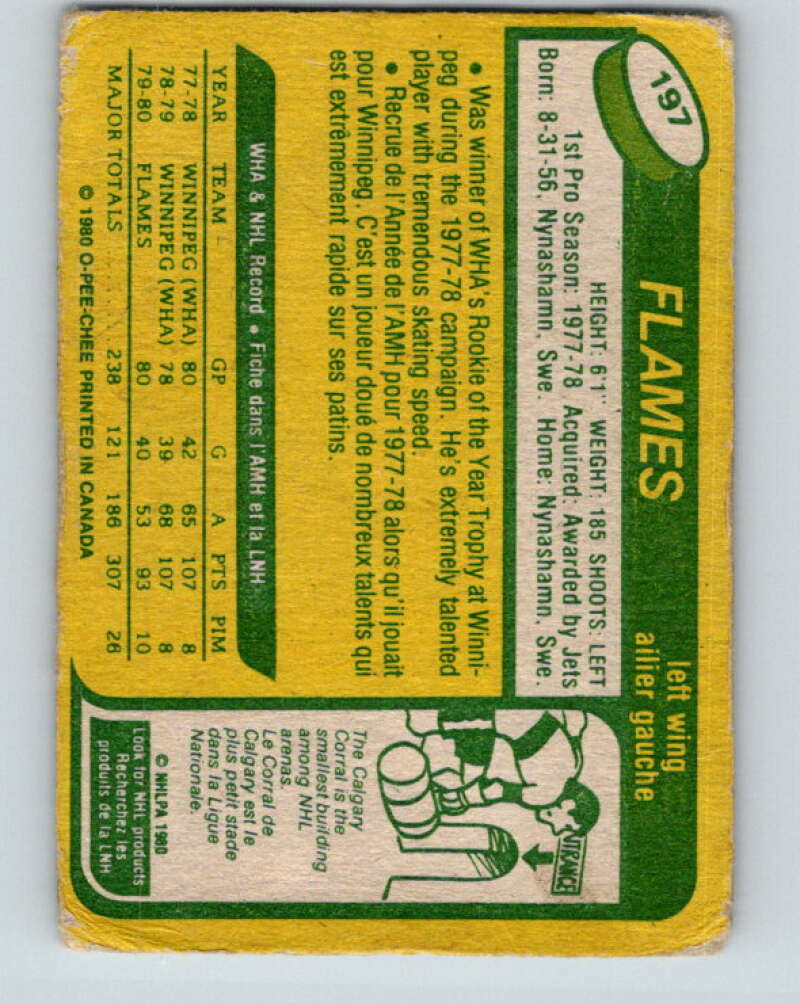 197
FLAMES
left wing
ailier gauche
HEIGHT: 6'1" WEIGHT: 185 SHOOTS: LEFT
1st Pro Season: 1977-78 Acquired: Awarded by Jets
Born: 8-31-56. Nynashamn. Swe. Home: Nynashamn. Swe.
• Was winner of WHA's Rookie of the Year Trophy at Winni-
peg during the 1977-78 campaign. He's extremely talented
player with tremendous skating speed.
• Recrue de l'Année de l'AMH pour 1977-78 alors qu'il jouait
pour Winnipeg. C'est un joueur doué de nombreux talents qui
est extrêmement rapide sur ses patins.
WHA & NHL Record • Fiche dans l'AMH et la LNH
YEAR TEAM GP G A PTS PIM
77-78 WINNIPEG (WHA) 80 42 65 107 8
78-79 WINNIPEG (WHA) 78 39 68 107 8
79-80 FLAMES 80 40 53 93 10
MAJOR TOTALS 238 121 186 307 26
© 1980 O-PEE-CHEE PRINTED IN CANADA
NTRANCE
The Calgary
Corral is the
smallest building
among NHL
arenas.
Le Corral de
Calgary est le
plus petit stade
dans la Ligue
Nationale.
© NHLPA 1980
Look for NHL products
Recherchez les
produits de la LNH